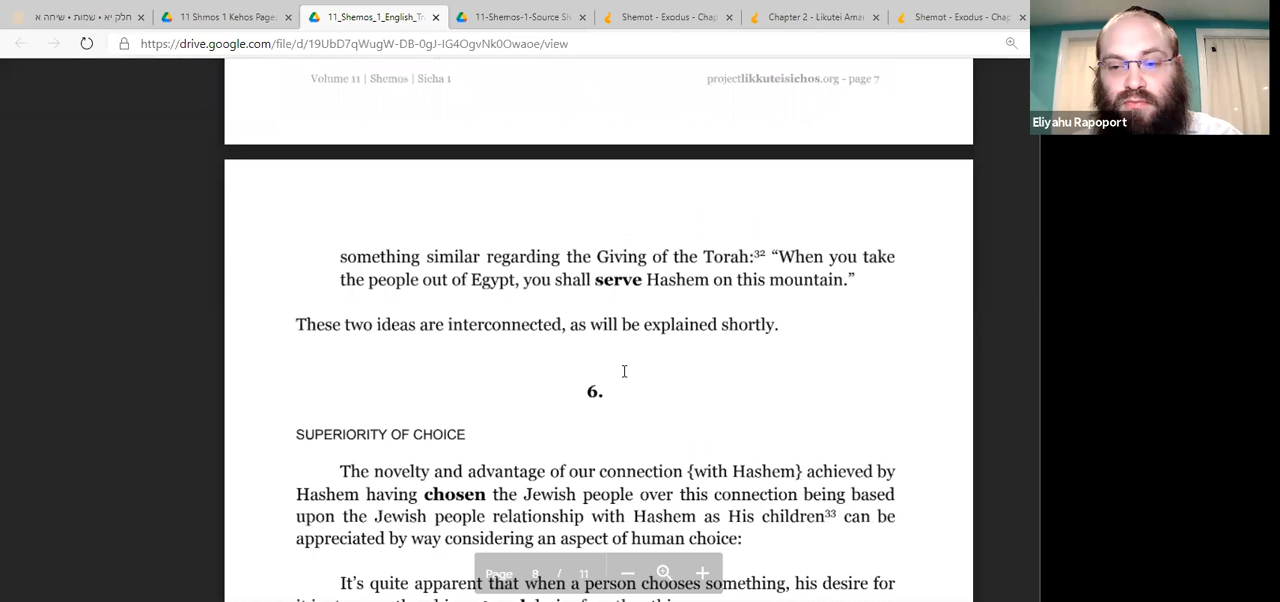 חלק יא • שמות • שיחה א
11 Shmos 1 Kehos Page
11_Shemos_1_English_Tr
11-Shemos-1-Source Sh
Shemot - Exodus - Chap
Chapter 2 - Likutei Amar
Shemot - Exodus - Chap
https://drive.google.com/file/d/19UbD7qWugW-DB-0gJ-IG4OgvNk0Owaoe/view
Eliyahu Rapoport
Volume 11 | Shemos | Sicha 1
projectlikkuteisichos.org - page 7
something similar regarding the Giving of the Torah:³² “When you take
the people out of Egypt, you shall serve Hashem on this mountain.”
These two ideas are interconnected, as will be explained shortly.
6.
SUPERIORITY OF CHOICE
The novelty and advantage of our connection {with Hashem} achieved by
Hashem having chosen the Jewish people over this connection being based
upon the Jewish people relationship with Hashem as His children³³ can be
appreciated by way considering an aspect of human choice:
Page 8 / 11
It’s quite apparent that when a person chooses something, his desire for